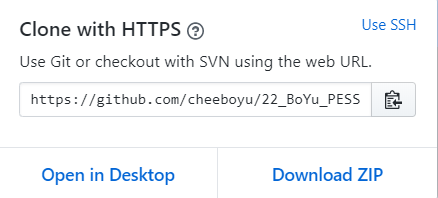 Clone with HTTPS ?
Use SSH
Use Git or checkout with SVN using the web URL.
https://github.com/cheeboyu/22_BoYu_PESS
Open in Desktop
Download ZIP